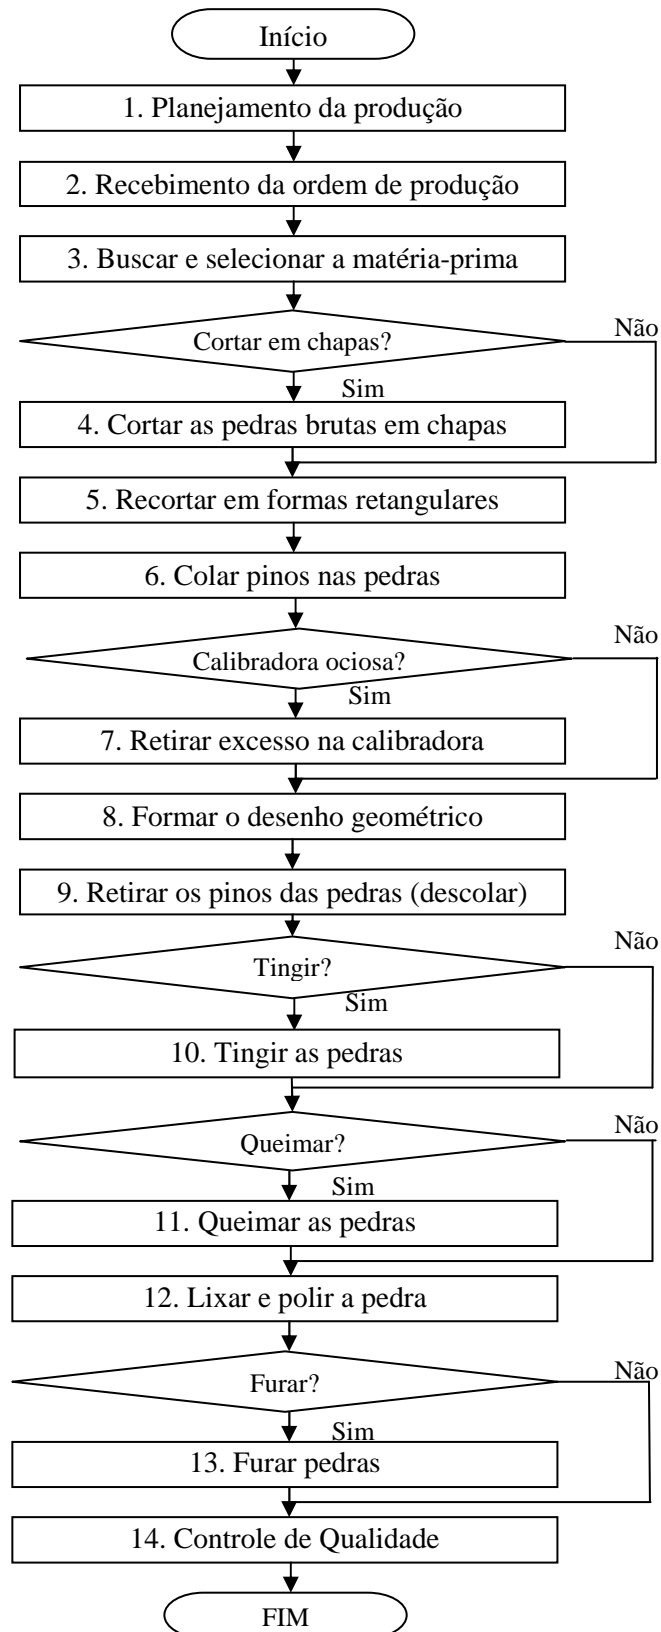 Início
1. Planejamento da produção
2. Recebimento da ordem de produção
3. Buscar e selecionar a matéria-prima
Não
Cortar em chapas?
Sim
4. Cortar as pedras brutas em chapas
5. Recortar em formas retangulares
6. Colar pinos nas pedras
Não
Calibradora ociosa?
Sim
7. Retirar excesso na calibradora
8. Formar o desenho geométrico
9. Retirar os pinos das pedras (descolar)
Não
Tingir?
Sim
10. Tingir as pedras
Não
Queimar?
Sim
11. Queimar as pedras
12. Lixar e polir a pedra
Não
Furar?
Sim
13. Furar pedras
14. Controle de Qualidade
FIM